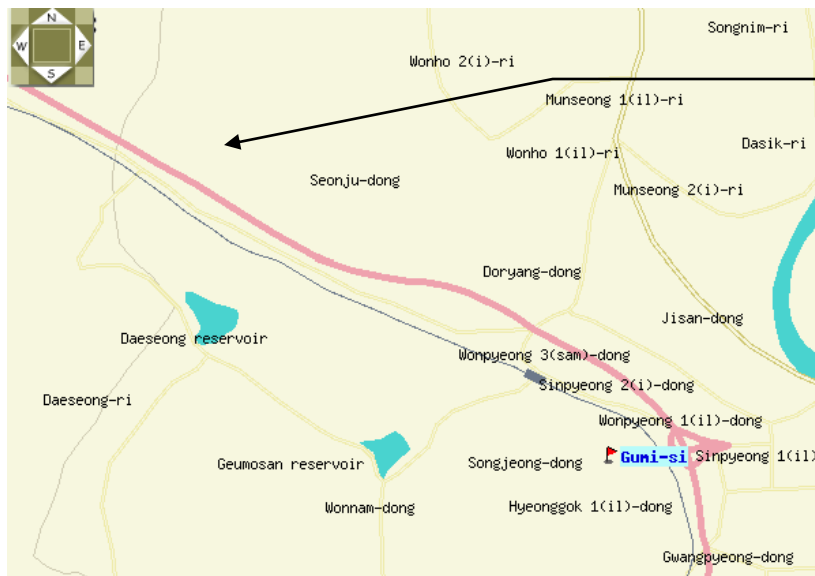 N
W E
S
Songnim-ri
Wonho 2(i)-ri
Munseong 1(il)-ri
Dasik-ri
Wonho 1(il)-ri
Seonju-dong
Munseong 2(i)-ri
Doryang-dong
Jisan-dong
Daeseong reservoir
Wonpyeong 3(sam)-dong
Sinpyeong 2(i)-dong
Daeseong-ri
Wonpyeong 1(il)-dong
Gumi-si
Sinpyeong 1(il)
Geumosan reservoir
Songjeong-dong
Wonnam-dong
Hyeonggok 1(il)-dong
Gwangpyeong-dong